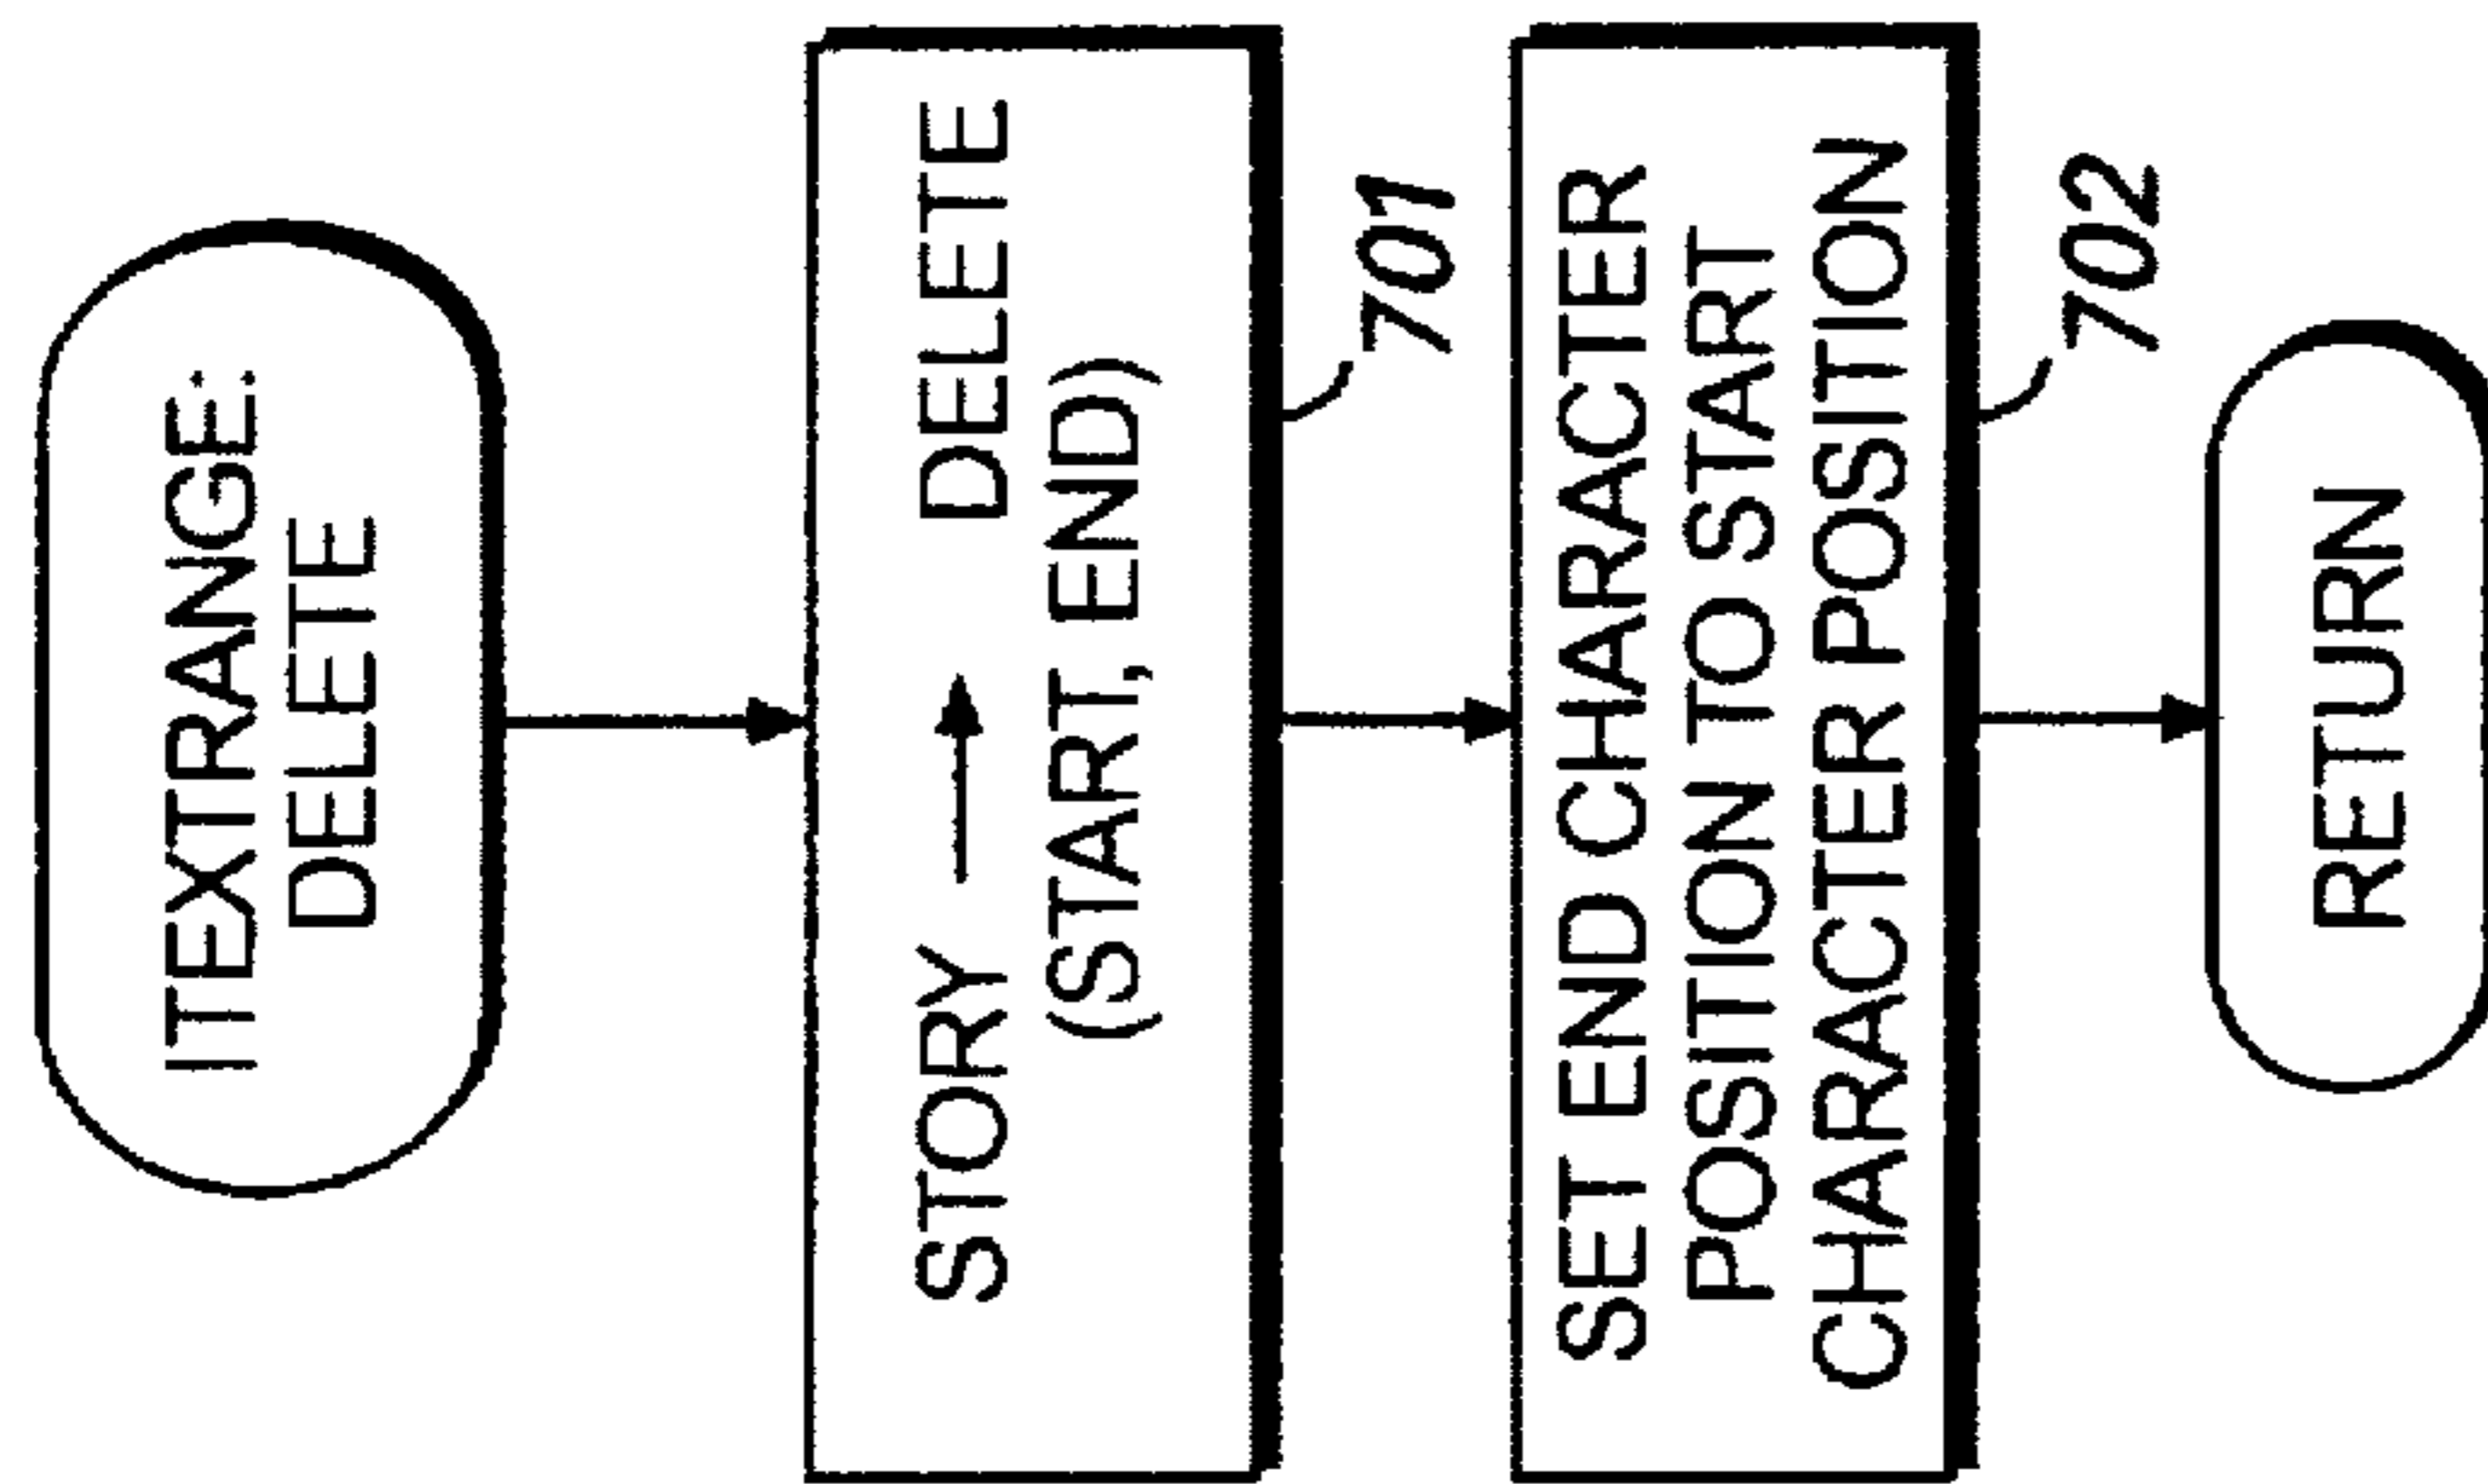 ITEXTRANGE:
DELETE
STORY → DELETE
(START, END)
701
SET END CHARACTER
POSITION TO START
CHARACTER POSITION
702
RETURN